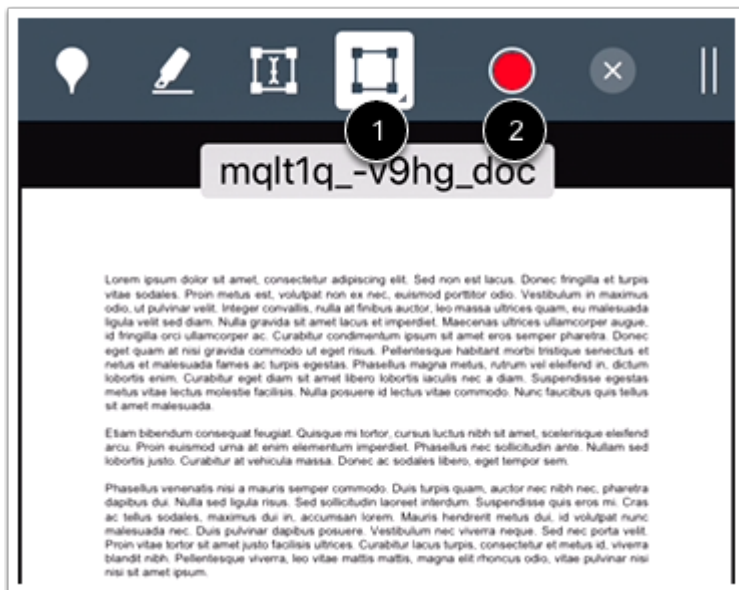 1
2
mqlt1q_-v9hg_doc
Lorem ipsum dolor sit amet, consectetur adipiscing elit. Sed non est lacus. Donec fringilla et turpis
vitae sodales. Proin metus est, volutpat non ex nec, euismod porttitor odio. Vestibulum in maximus
odio, ut pulvinar velit. Integer convallis, nulla at finibus auctor, leo massa ultrices quam, eu malesuada
ligula velit sed diam. Nulla gravida sit amet lacus et imperdiet. Maecenas ultrices ullamcorper augue,
id fringilla orci ullamcorper ac. Curabitur condimentum ipsum sit amet eros semper pharetra. Donec
eget quam at nisi gravida commodo ut eget risus. Pellentesque habitant morbi tristique senectus et
netus et malesuada fames ac turpis egestas. Phasellus magna metus, rutrum vel eleifend in, dictum
lobortis enim. Curabitur eget diam sit amet libero lobortis iaculis nec a diam. Suspendisse egestas
metus vitae lectus molestie facilisis. Nulla posuere id lectus vitae commodo. Nunc faucibus quis tellus
sit amet malesuada.
Etiam bibendum consequat feugiat. Quisque mi tortor, cursus luctus nibh sit amet, scelerisque eleifend
arcu. Proin euismod urna at enim elementum imperdiet. Phasellus nec sollicitudin ante. Nullam sed
lobortis justo. Curabitur at vehicula massa. Donec ac sodales libero, eget tempor sem.
Phasellus venenatis nisi a mauris semper commodo. Duis turpis quam, auctor nec nibh nec, pharetra
dapibus dui. Nulla sed ligula risus. Sed sollicitudin laoreet interdum. Suspendisse quis eros mi. Cras
ac tellus sodales, maximus dui in, accumsan lorem. Mauris hendrerit metus dui, id volutpat nunc
malesuada nec. Duis pulvinar dapibus posuere. Vestibulum nec viverra neque. Sed nec porta velit.
Proin vitae tortor sit amet justo facilisis ultrices. Curabitur lacus turpis, consectetur et metus id, viverra
blandit nibh. Pellentesque viverra, leo vitae mattis mattis, magna elit rhoncus odio, vitae pulvinar nisi
nisi sit amet ipsum.